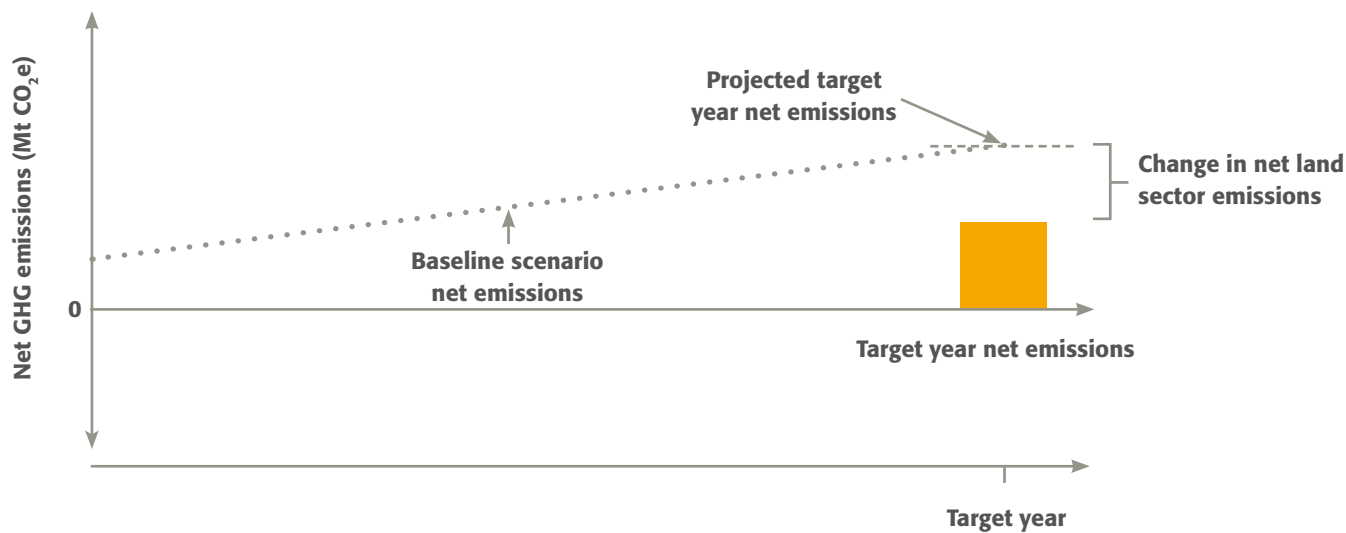 Net GHG emissions (Mt CO₂e)
Projected target
year net emissions
Change in net land
sector emissions
Baseline scenario
net emissions
0
Target year net emissions
Target year